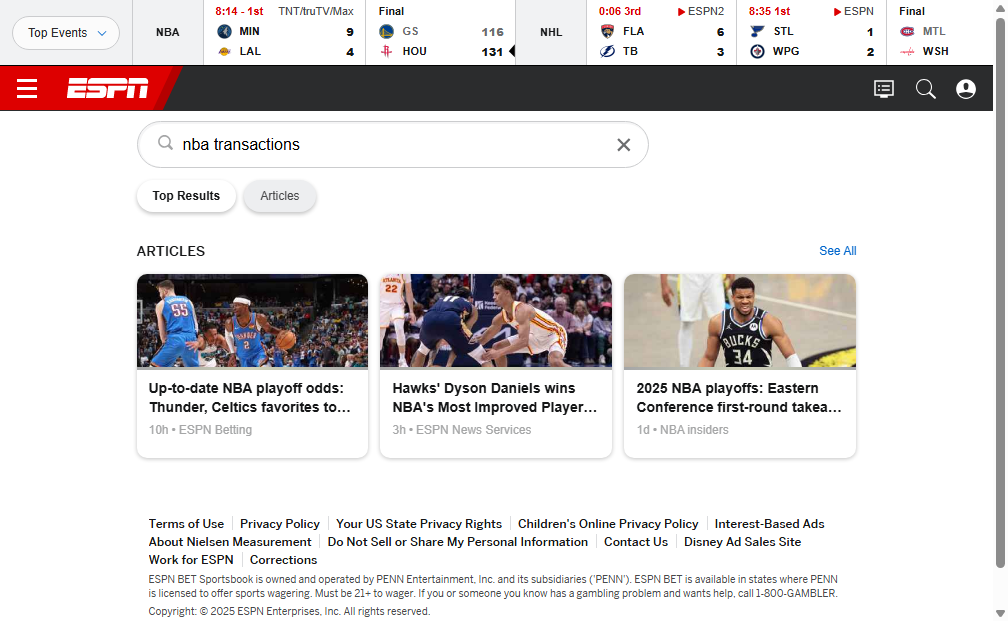 Top Events
NBA
8:14 - 1st TNT/truTV/Max
MIN 9
LAL 4
Final
GS 116
HOU 131
NHL
0:06 3rd ESPN2
FLA 6
TB 3
8:35 1st ESPN
STL 1
WPG 2
Final
MTL
WSH
ESPN
nba transactions
Top Results
Articles
ARTICLES
See All
Up-to-date NBA playoff odds:
Thunder, Celtics favorites to...
10h • ESPN Betting
Hawks' Dyson Daniels wins
NBA's Most Improved Player...
3h • ESPN News Services
2025 NBA playoffs: Eastern
Conference first-round takea...
1d • NBA insiders
55
2
ATLANTA
22
BUCKS
34
Terms of Use Privacy Policy Your US State Privacy Rights Children's Online Privacy Policy Interest-Based Ads
About Nielsen Measurement Do Not Sell or Share My Personal Information Contact Us Disney Ad Sales Site
Work for ESPN Corrections
ESPN BET Sportsbook is owned and operated by PENN Entertainment, Inc. and its subsidiaries ('PENN'). ESPN BET is available in states where PENN
is licensed to offer sports wagering. Must be 21+ to wager. If you or someone you know has a gambling problem and wants help, call 1-800-GAMBLER.
Copyright: © 2025 ESPN Enterprises, Inc. All rights reserved.